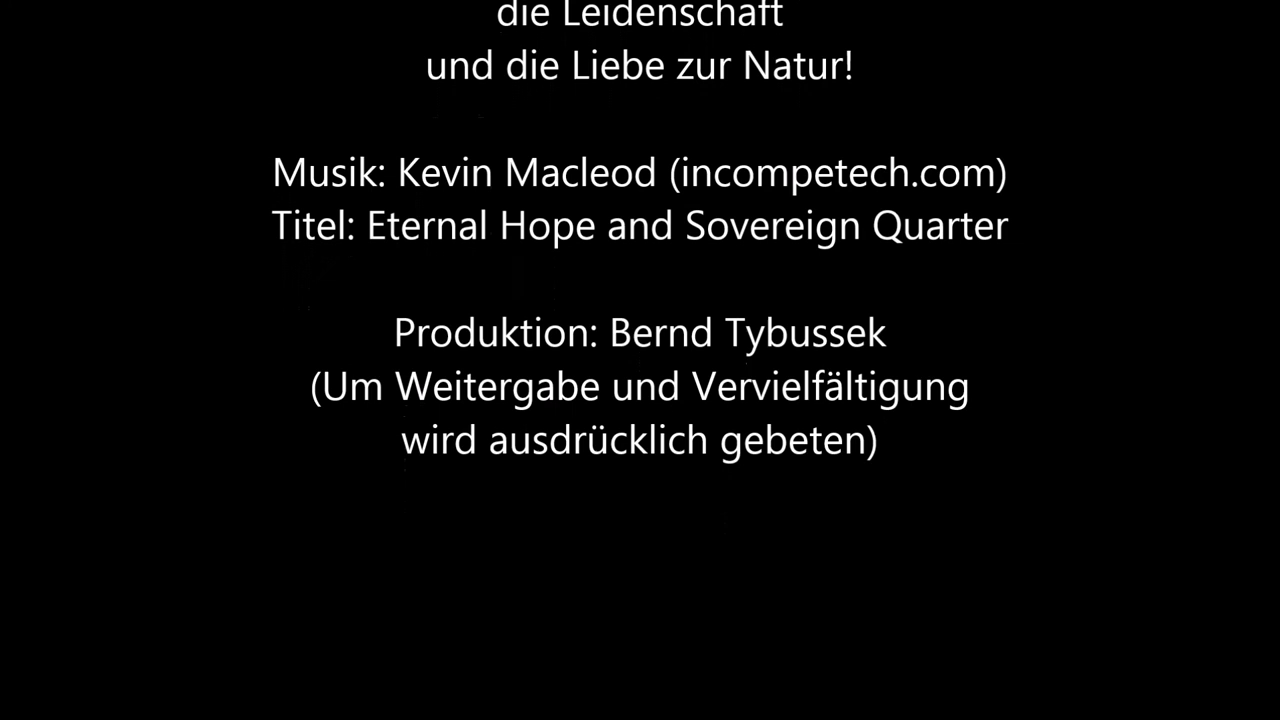 die Leidenschaft
und die Liebe zur Natur!
Musik: Kevin Macleod (incompetech.com)
Titel: Eternal Hope and Sovereign Quarter
Produktion: Bernd Tybussek
(Um Weitergabe und Vervielfältigung
wird ausdrücklich gebeten)